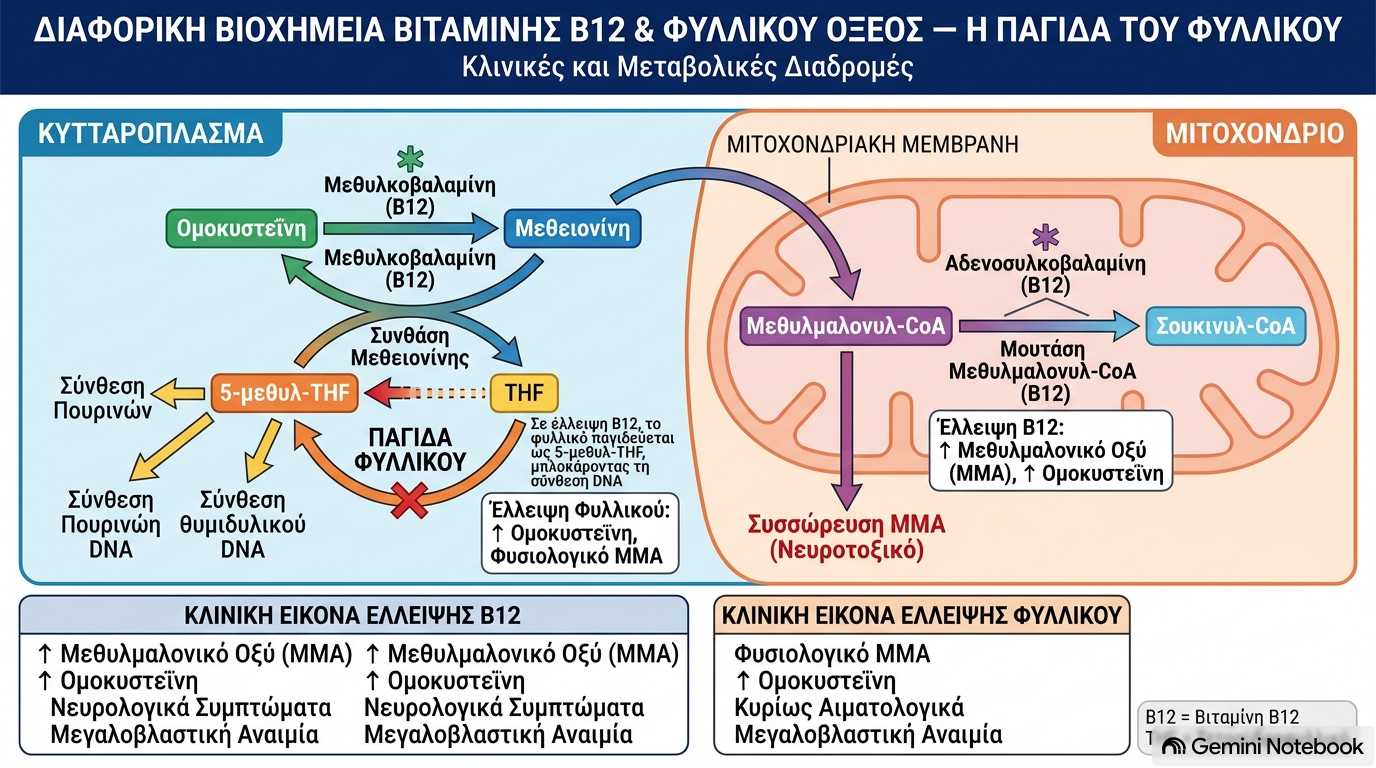 ΔΙΑΦΟΡΙΚΗ ΒΙΟΧΗΜΕΙΑ ΒΙΤΑΜΙΝΗΣ Β12 & ΦΥΛΛΙΚΟΥ ΟΞΕΟΣ — Η ΠΑΓΙΔΑ ΤΟΥ ΦΥΛΛΙΚΟΥ
Κλινικές και Μεταβολικές Διαδρομές
ΚΥΤΤΑΡΟΠΛΑΣΜΑ
Μεθυλκοβαλαμίνη
(Β12)
Ομοκυστεΐνη
Μεθειονίνη
Μεθυλκοβαλαμίνη
(Β12)
Συνθάση
Μεθειονίνης
5-μεθυλ-THF
THF
Σύνθεση
Πουρινών
Σύνθεση
Πουρινώη
DNA
Σύνθεση
θυμιδυλικού
DNA
ΠΑΓΙΔΑ
ΦΥΛΛΙΚΟΥ
Σε έλλειψη Β12, το
φυλλικό παγιδεύεται
ως 5-μεθυλ-THF,
μπλοκάροντας τη
σύνθεση DNA
Έλλειψη Φυλλικού:
↑ Ομοκυστεΐνη,
Φυσιολογικό ΜΜΑ
ΜΙΤΟΧΟΝΔΡΙΟ
ΜΙΤΟΧΟΝΔΡΙΑΚΗ ΜΕΜΒΡΑΝΗ
Αδενοσυλκοβαλαμίνη
(Β12)
Μεθυλμαλονυλ-CoA
Σουκινυλ-CoA
Μουτάση
Μεθυλμαλονυλ-CoA
(Β12)
Έλλειψη Β12:
↑ Μεθυλμαλονικό Οξύ
(ΜΜΑ), ↑ Ομοκυστεΐνη
Συσσώρευση ΜΜΑ
(Νευροτοξικό)
ΚΛΙΝΙΚΗ ΕΙΚΟΝΑ ΕΛΛΕΙΨΗΣ Β12
↑ Μεθυλμαλονικό Οξύ (ΜΜΑ)
↑ Ομοκυστεΐνη
Νευρολογικά Συμπτώματα
Μεγαλοβλαστική Αναιμία
↑ Μεθυλμαλονικό Οξύ (ΜΜΑ)
↑ Ομοκυστεΐνη
Νευρολογικά Συμπτώματα
Μεγαλοβλαστική Αναιμία
ΚΛΙΝΙΚΗ ΕΙΚΟΝΑ ΕΛΛΕΙΨΗΣ ΦΥΛΛΙΚΟΥ
Φυσιολογικό ΜΜΑ
↑ Ομοκυστεΐνη
Κυρίως Αιματολογικά
Μεγαλοβλαστική Αναιμία
Β12 = Βιταμίνη Β12
Gemini Notebook